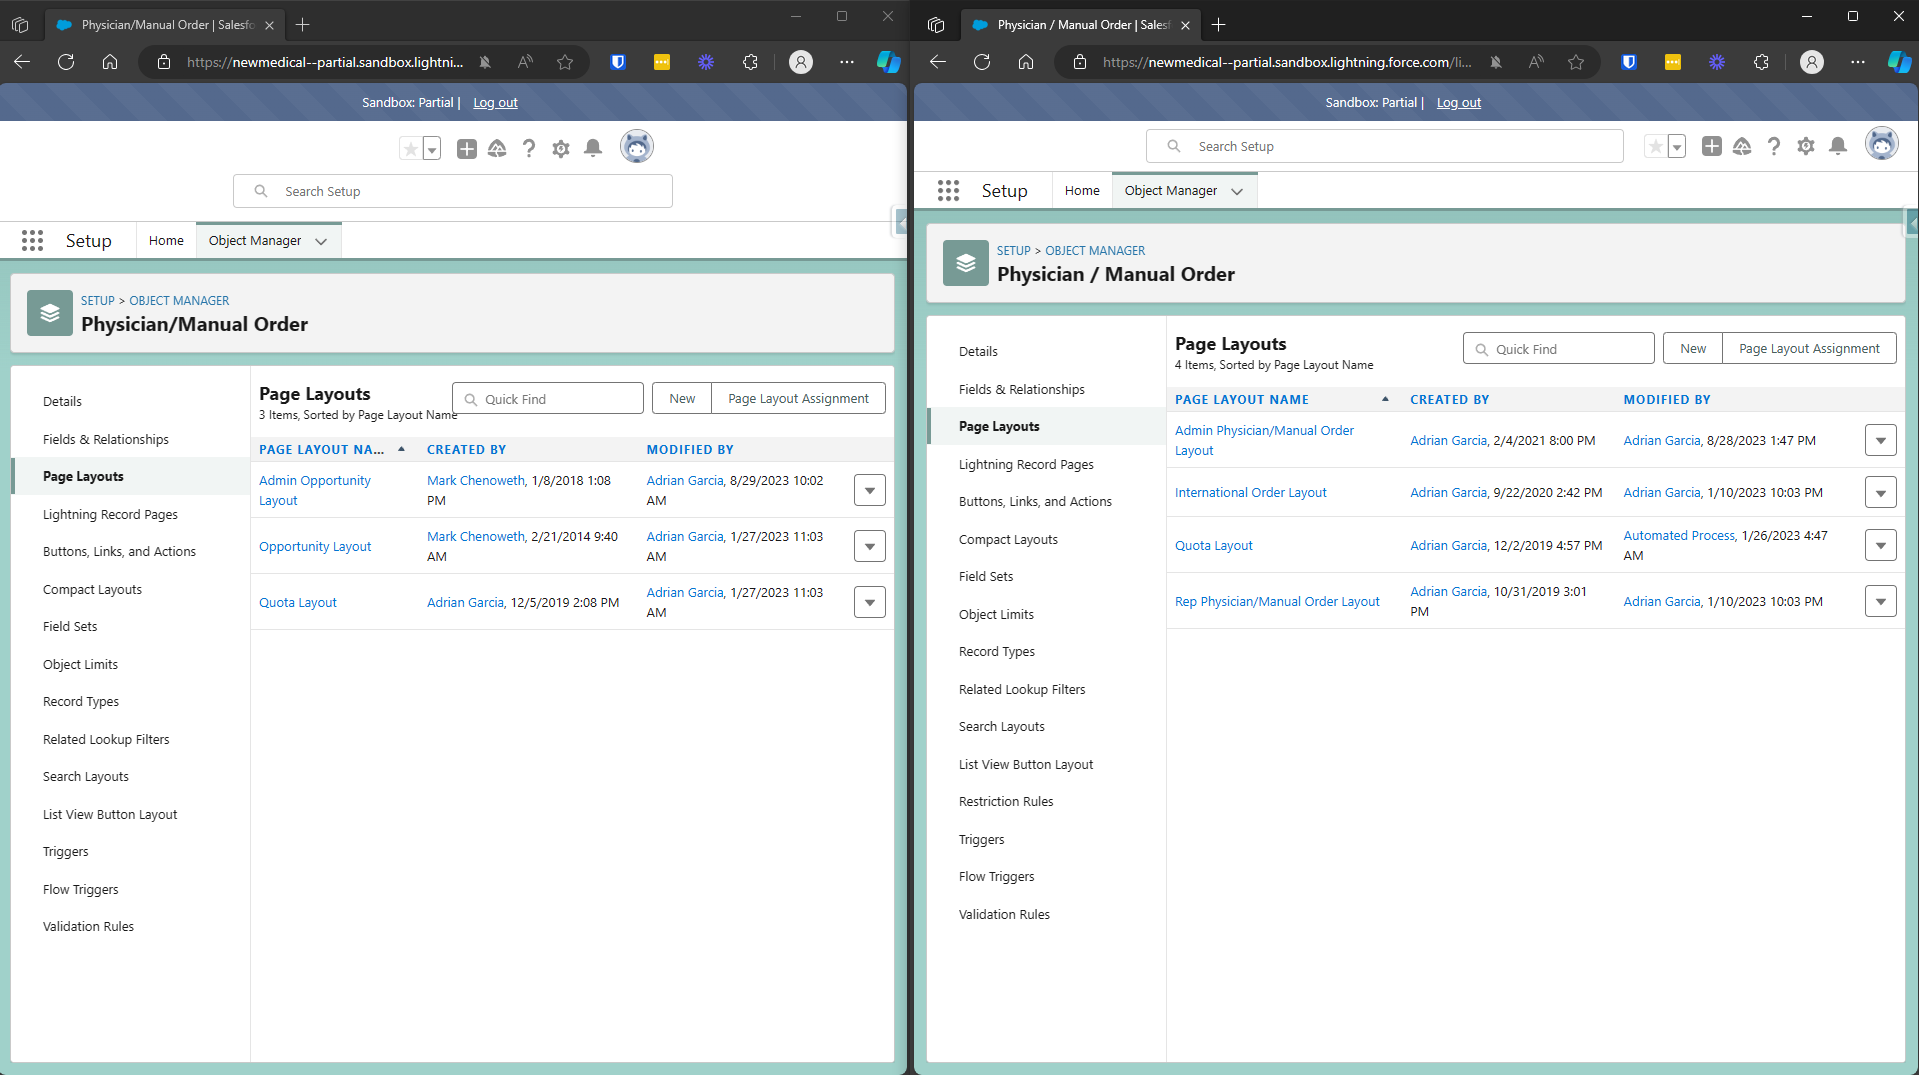 Physician/Manual Order | Salesfo
https://newmedical--partial.sandbox.lightni...
Sandbox: Partial | Log out
Search Setup
Setup
Home
Object Manager
SETUP > OBJECT MANAGER
Physician/Manual Order
Details
Fields & Relationships
Page Layouts
Lightning Record Pages
Buttons, Links, and Actions
Compact Layouts
Field Sets
Object Limits
Record Types
Related Lookup Filters
Search Layouts
List View Button Layout
Triggers
Flow Triggers
Validation Rules
Page Layouts
3 Items, Sorted by Page Layout Name
Quick Find
New
Page Layout Assignment
PAGE LAYOUT NA... CREATED BY MODIFIED BY
Admin Opportunity Mark Chenoweth, 1/8/2018 1:08 Adrian Garcia, 8/29/2023 10:02
Layout PM AM
Mark Chenoweth, 2/21/2014 9:40 Adrian Garcia, 1/27/2023 11:03
Opportunity Layout AM AM
Quota Layout Adrian Garcia, 12/5/2019 2:08 PM Adrian Garcia, 1/27/2023 11:03
AM
Physician / Manual Order | Salesf
https://newmedical--partial.sandbox.lightning.force.com/li...
Sandbox: Partial | Log out
Search Setup
Setup
Home
Object Manager
SETUP > OBJECT MANAGER
Physician / Manual Order
Details
Fields & Relationships
Page Layouts
Lightning Record Pages
Buttons, Links, and Actions
Compact Layouts
Field Sets
Object Limits
Record Types
Related Lookup Filters
Search Layouts
List View Button Layout
Restriction Rules
Triggers
Flow Triggers
Validation Rules
Page Layouts
4 Items, Sorted by Page Layout Name
Quick Find
New
Page Layout Assignment
PAGE LAYOUT NAME CREATED BY MODIFIED BY
Admin Physician/Manual Order Adrian Garcia, 2/4/2021 8:00 PM Adrian Garcia, 8/28/2023 1:47 PM
Layout
International Order Layout Adrian Garcia, 9/22/2020 2:42 PM Adrian Garcia, 1/10/2023 10:03 PM
Quota Layout Adrian Garcia, 12/2/2019 4:57 PM Automated Process, 1/26/2023 4:47
AM
Rep Physician/Manual Order Layout Adrian Garcia, 10/31/2019 3:01 Adrian Garcia, 1/10/2023 10:03 PM
PM